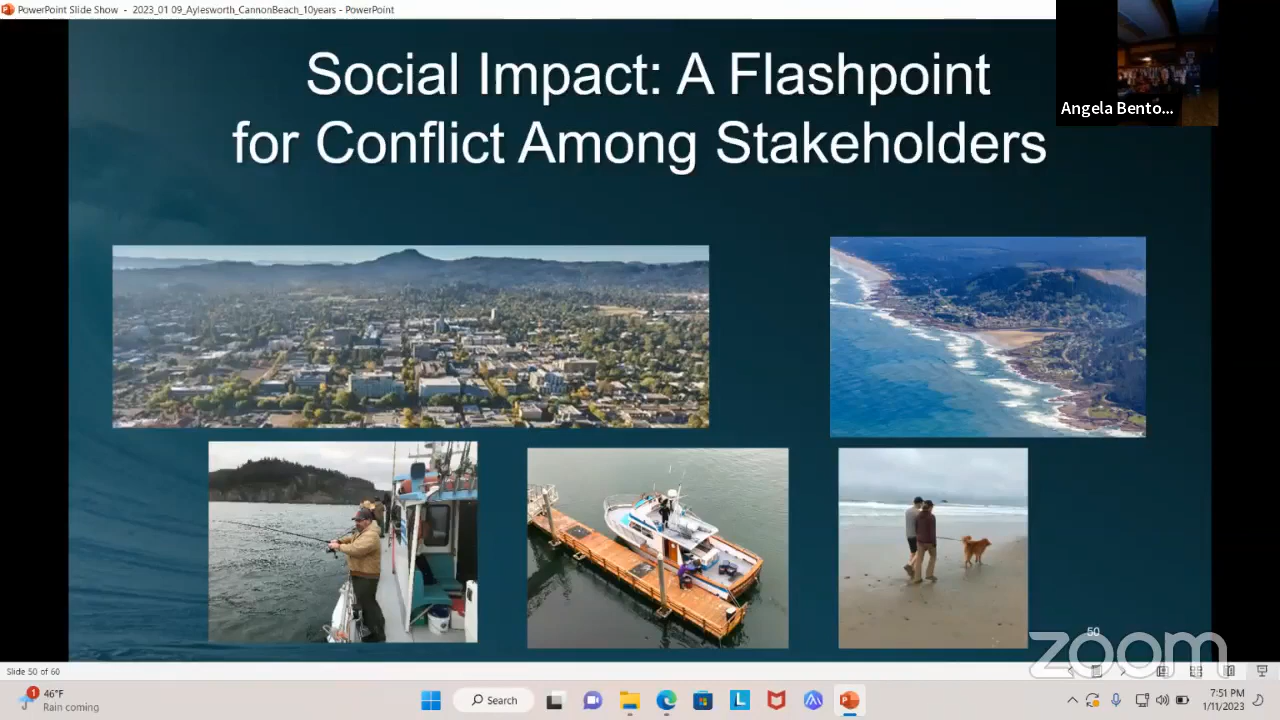 PowerPoint Slide Show - 2023_01 09_Aylesworth_CannonBeach_10years - PowerPoint
Social Impact: A Flashpoint
for Conflict Among Stakeholders
Angela Bento...
50
zoom
Slide 50 of 60
1
46°F
Rain coming
Search
7:51 PM
1/11/2023